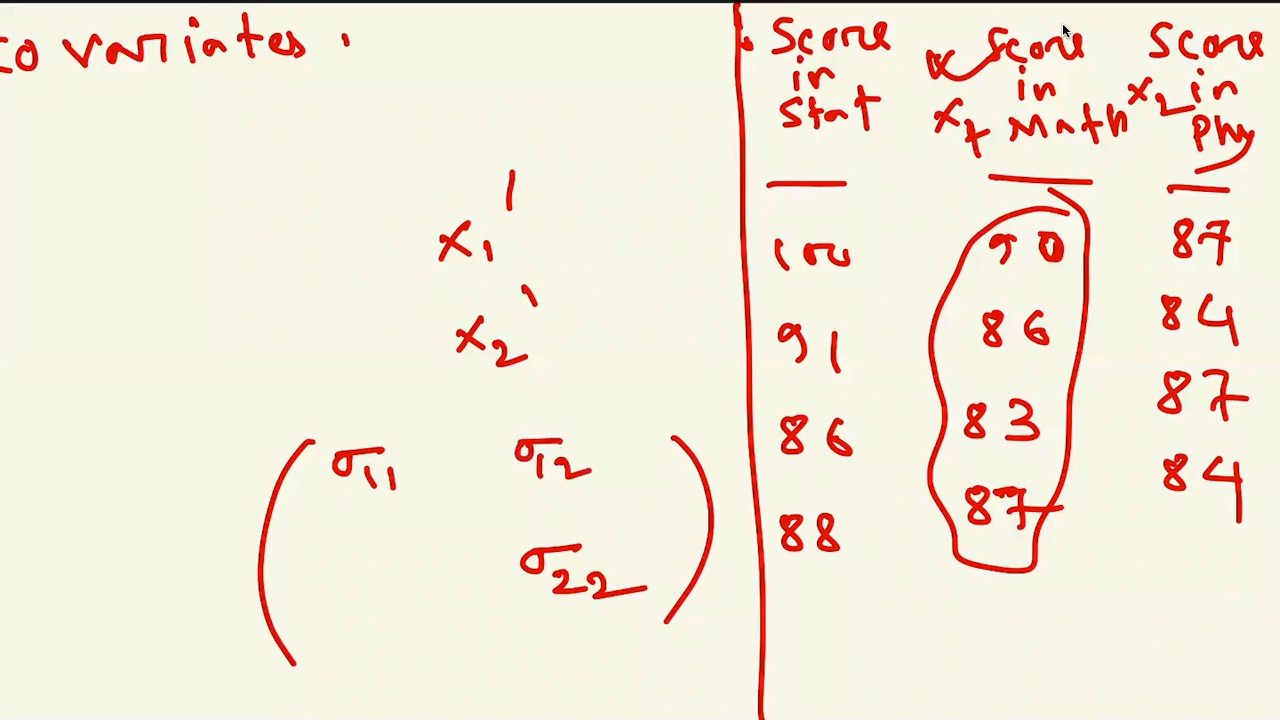 co variates.
x₁'
x₂'
σ₁₁ σ₁₂
σ₂₂
Score in Stat
x₁ Score in Math
x₂ Score in Phy
100 90 87
91 86 84
86 83 87
88 87 84